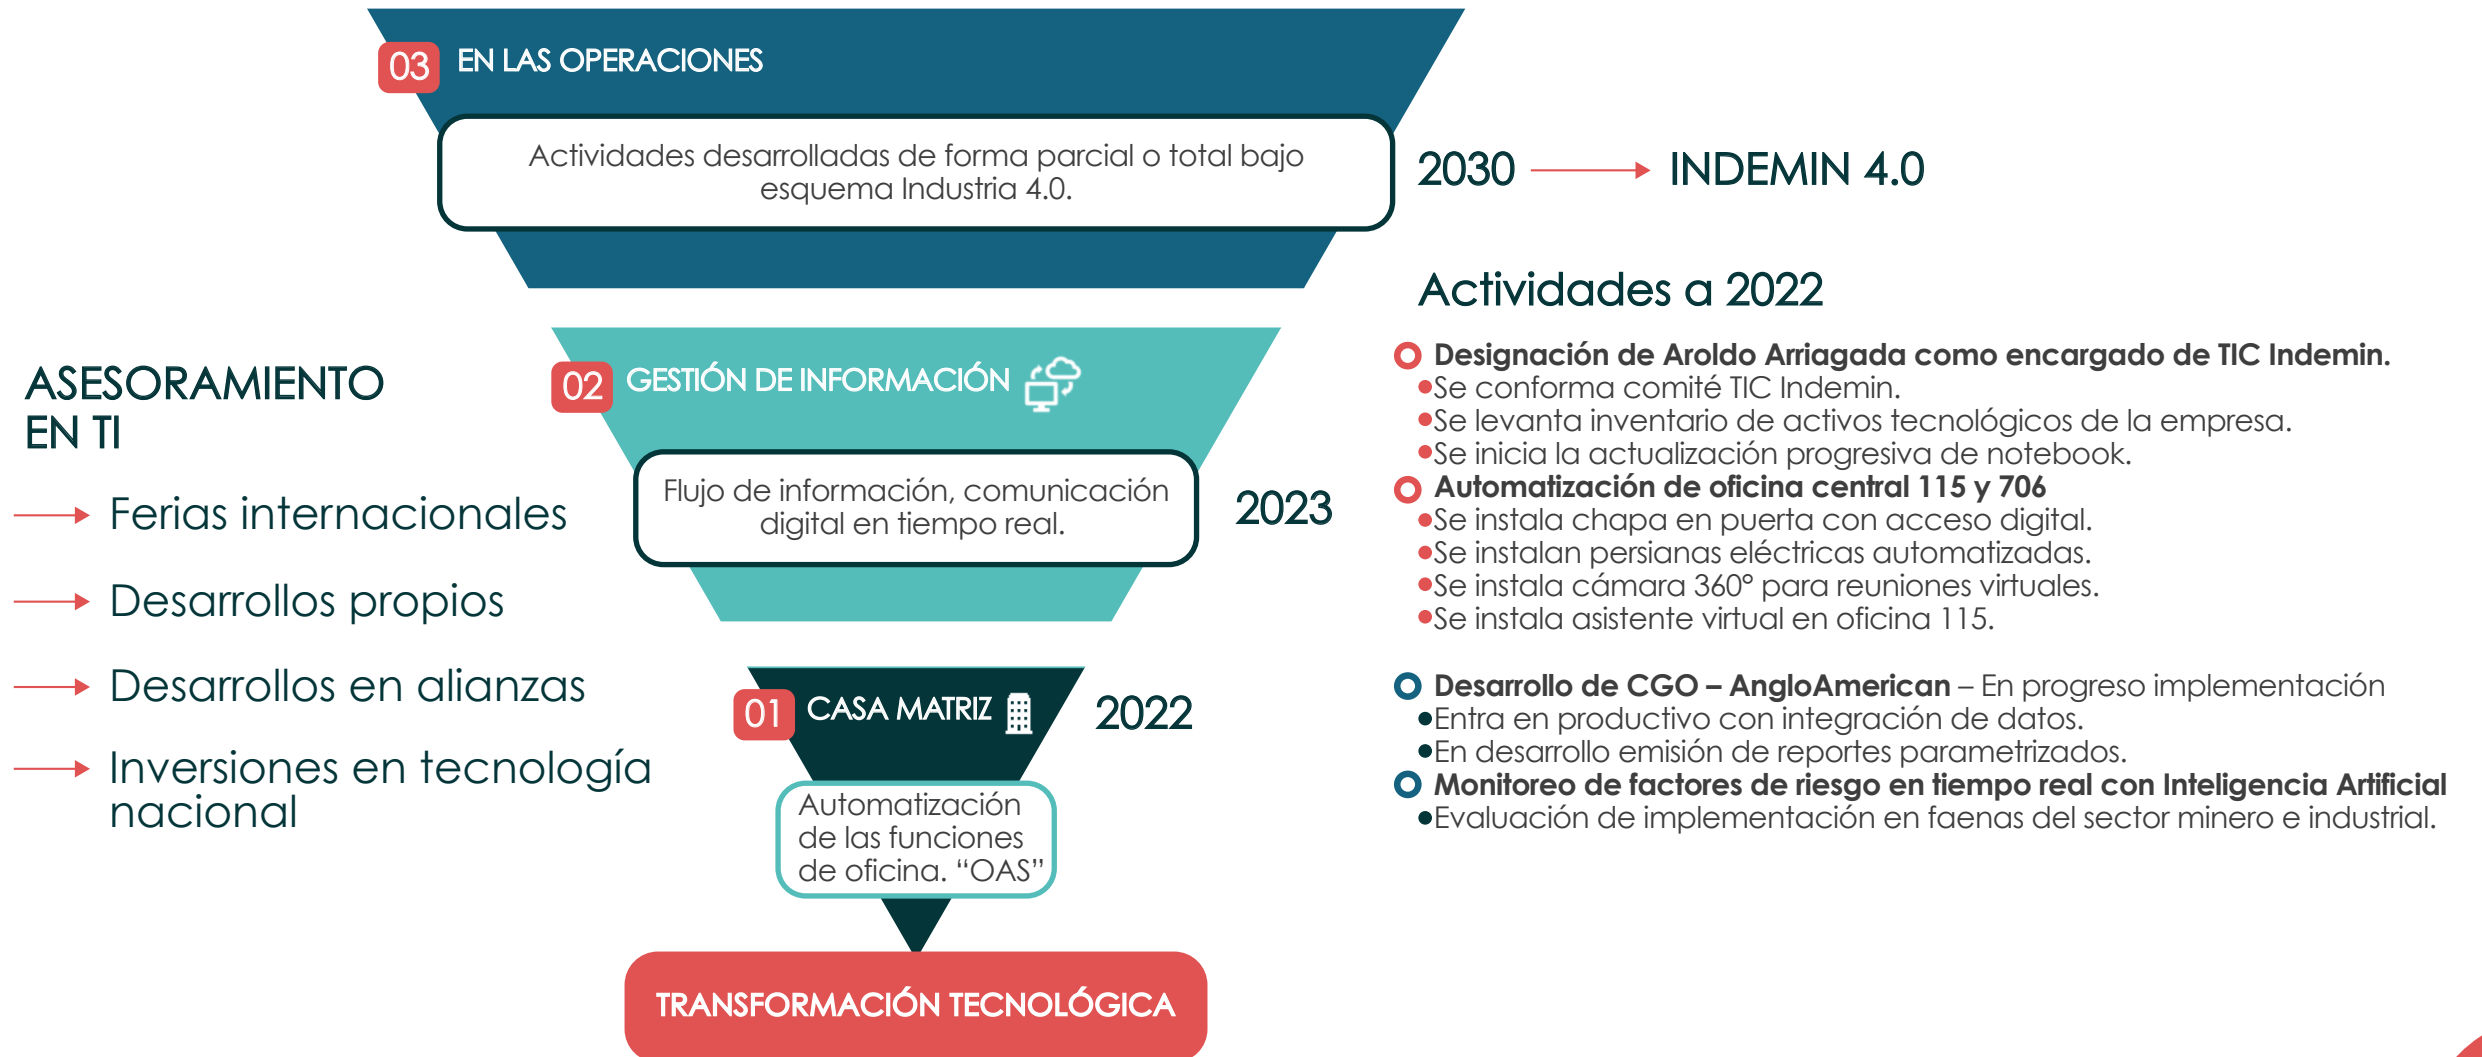 03 EN LAS OPERACIONES
Actividades desarrolladas de forma parcial o total bajo
esquema Industria 4.0.
2030 INDEMIN 4.0
ASESORAMIENTO
EN TI
Ferias internacionales
Desarrollos propios
Desarrollos en alianzas
Inversiones en tecnología
nacional
02 GESTIÓN DE INFORMACIÓN
Flujo de información, comunicación
digital en tiempo real.
2023
01 CASA MATRIZ
2022
Automatización
de las funciones
de oficina. “OAS”
TRANSFORMACIÓN TECNOLÓGICA
Actividades a 2022
Designación de Aroldo Arriagada como encargado de TIC Indemin.
•Se conforma comité TIC Indemin.
•Se levanta inventario de activos tecnológicos de la empresa.
•Se inicia la actualización progresiva de notebook.
Automatización de oficina central 115 y 706
•Se instala chapa en puerta con acceso digital.
•Se instalan persianas eléctricas automatizadas.
•Se instala cámara 360° para reuniones virtuales.
•Se instala asistente virtual en oficina 115.
Desarrollo de CGO – AngloAmerican – En progreso implementación
•Entra en productivo con integración de datos.
•En desarrollo emisión de reportes parametrizados.
Monitoreo de factores de riesgo en tiempo real con Inteligencia Artificial
•Evaluación de implementación en faenas del sector minero e industrial.